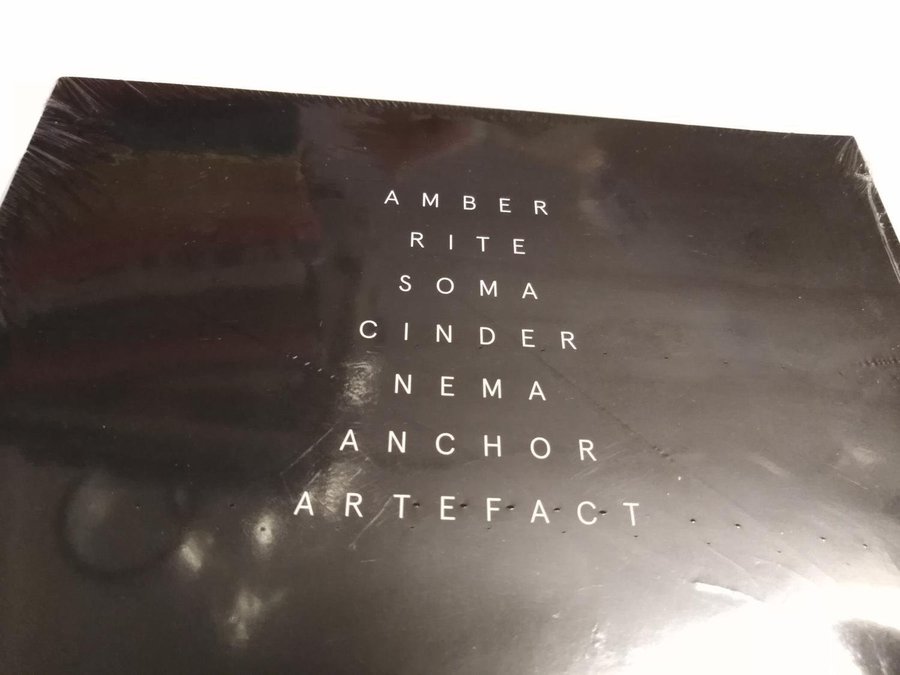 AMBER
RITE
SOMA
CINDER
NEMA
ANCHOR
ARTEFACT